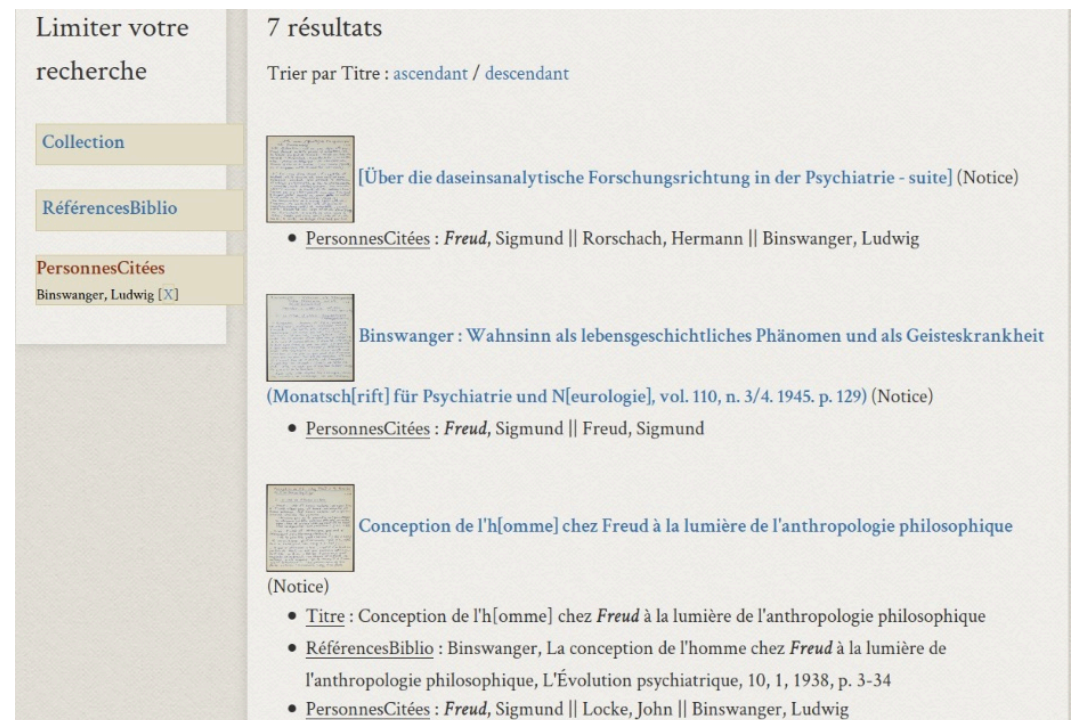 Limiter votre
recherche
Collection
RéférencesBiblio
PersonnesCitées
Binswanger, Ludwig [X]
7 résultats
Trier par Titre : ascendant / descendant
[Über die daseinsanalytische Forschungsrichtung in der Psychiatrie - suite] (Notice)
• PersonnesCitées : Freud, Sigmund || Rorschach, Hermann || Binswanger, Ludwig
Binswanger : Wahnsinn als lebensgeschichtliches Phänomen und als Geisteskrankheit
(Monatsch[rift] für Psychiatrie und N[eurologie], vol. 110, n. 3/4. 1945. p. 129) (Notice)
• PersonnesCitées : Freud, Sigmund || Freud, Sigmund
Conception de l'h[omme] chez Freud à la lumière de l'anthropologie philosophique
(Notice)
• Titre : Conception de l'h[omme] chez Freud à la lumière de l'anthropologie philosophique
• RéférencesBiblio : Binswanger, La conception de l'homme chez Freud à la lumière de
l'anthropologie philosophique, L'Évolution psychiatrique, 10, 1, 1938, p. 3-34
• PersonnesCitées : Freud, Sigmund || Locke, John || Binswanger, Ludwig